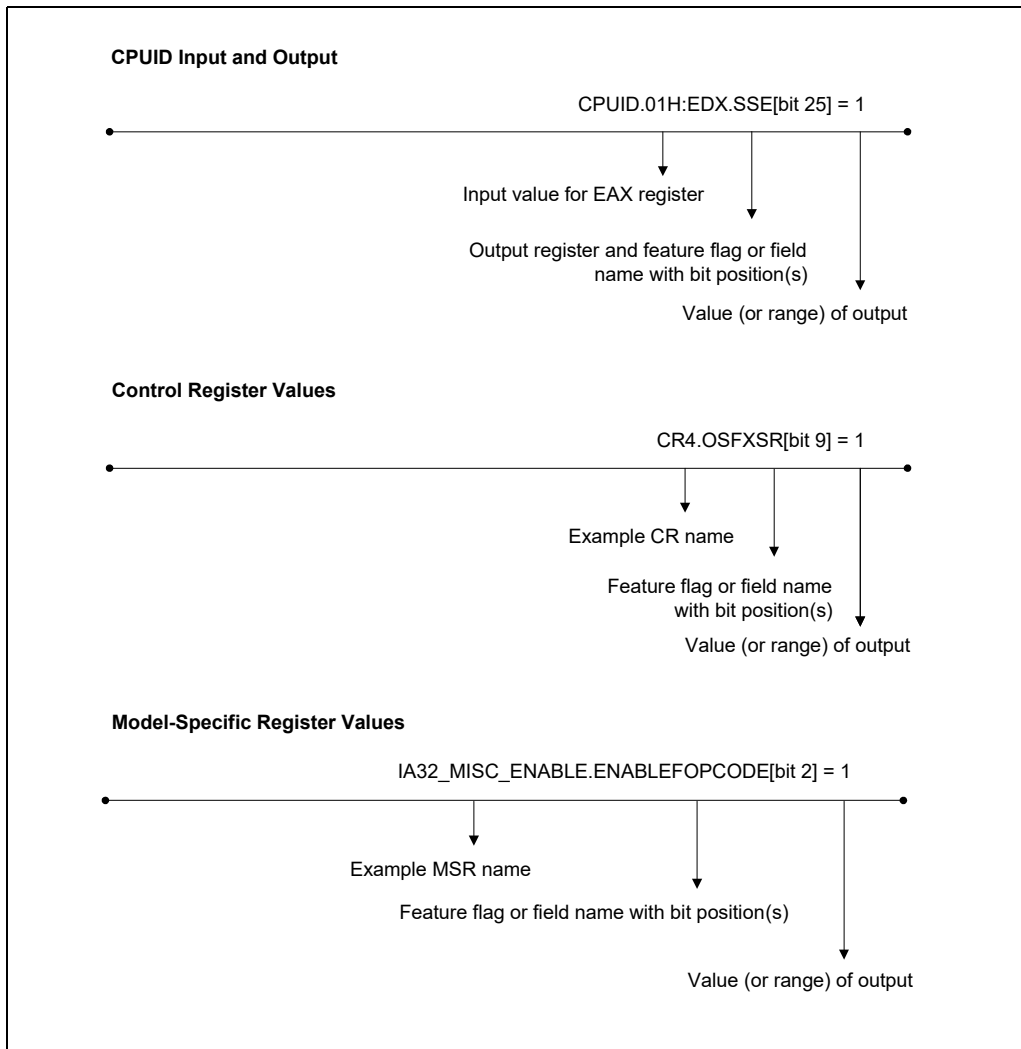 CPUID Input and Output
CPUID.01H:EDX.SSE[bit 25] = 1
Input value for EAX register
Output register and feature flag or field
name with bit position(s)
Value (or range) of output
Control Register Values
CR4.OSFXSR[bit 9] = 1
Example CR name
Feature flag or field name
with bit position(s)
Value (or range) of output
Model-Specific Register Values
IA32_MISC_ENABLE.ENABLEFOPCODE[bit 2] = 1
Example MSR name
Feature flag or field name with bit position(s)
Value (or range) of output